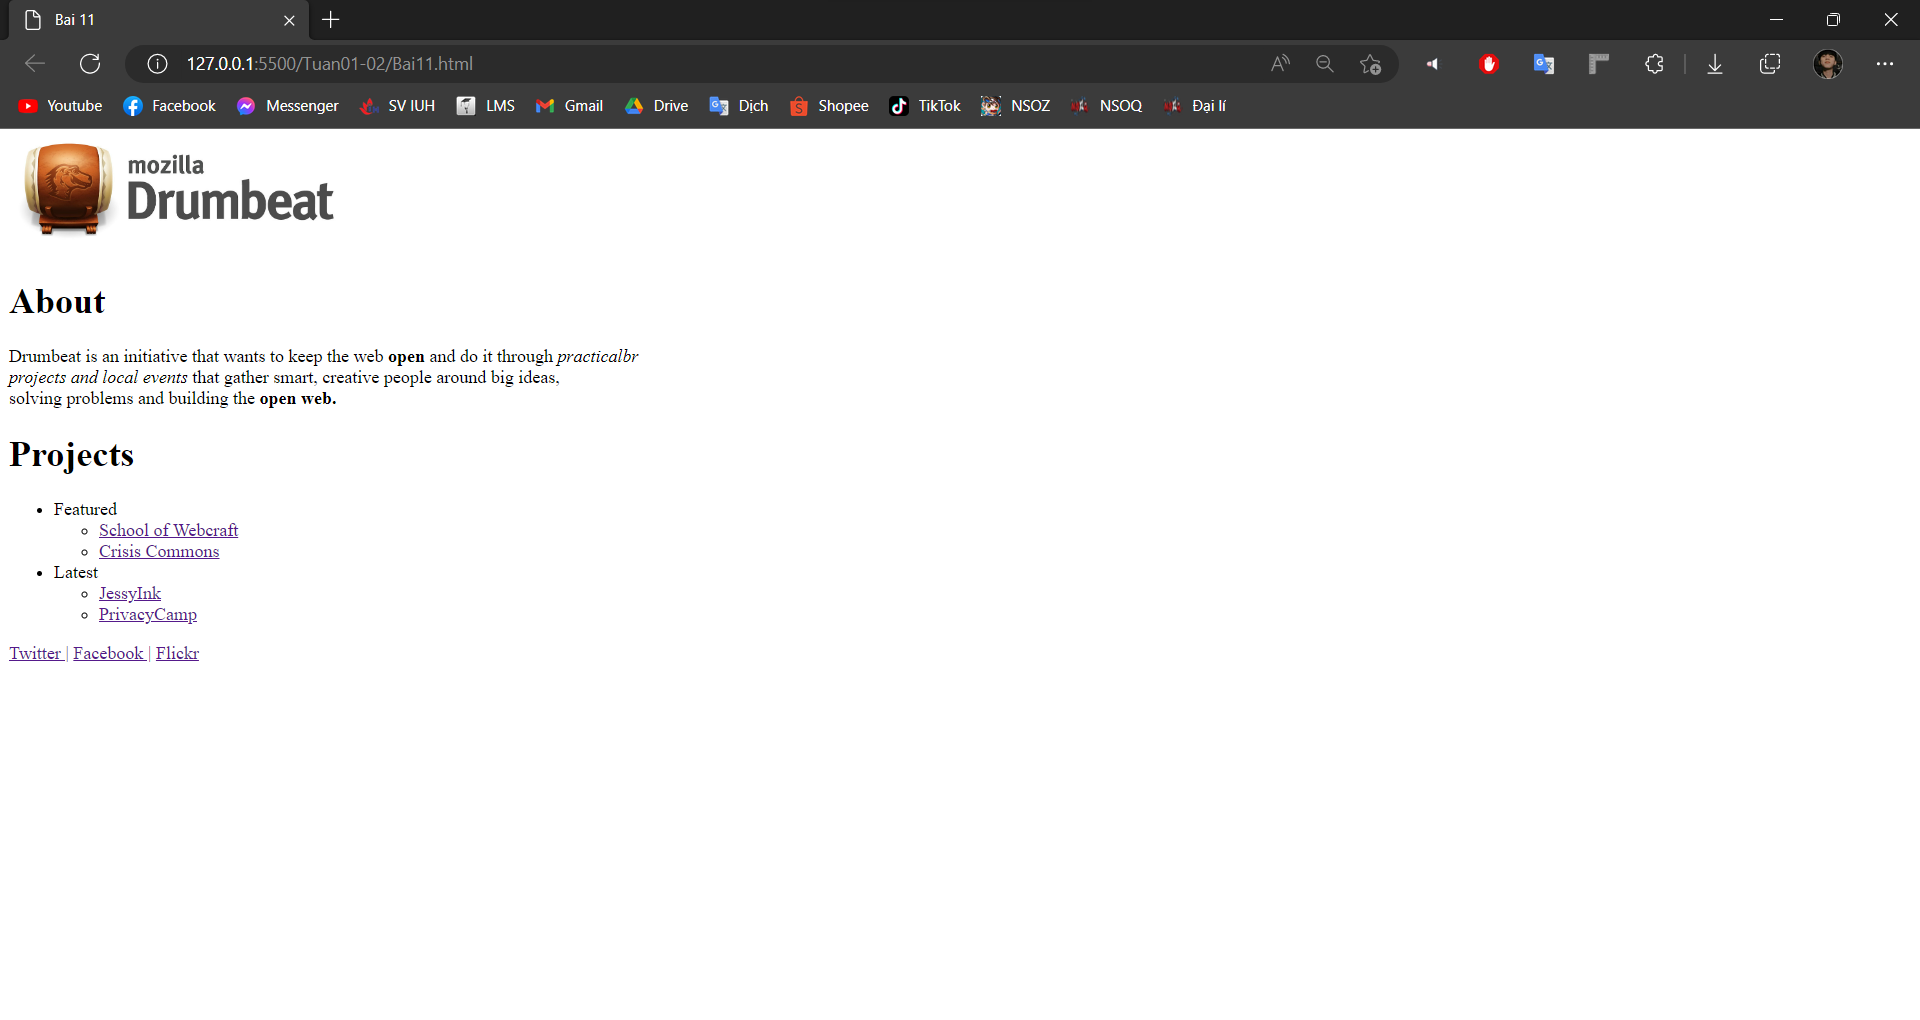 Bai 11
127.0.0.1:5500/Tuan01-02/Bai11.html
Youtube Facebook Messenger SV IUH LMS Gmail Drive Dịch Shopee TikTok NSOZ NSOQ Đại lí
mozilla
Drumbeat
About
Drumbeat is an initiative that wants to keep the web open and do it through practicalbr
projects and local events that gather smart, creative people around big ideas,
solving problems and building the open web.
Projects
Featured
School of Webcraft
Crisis Commons
Latest
JessyInk
PrivacyCamp
Twitter | Facebook | Flickr